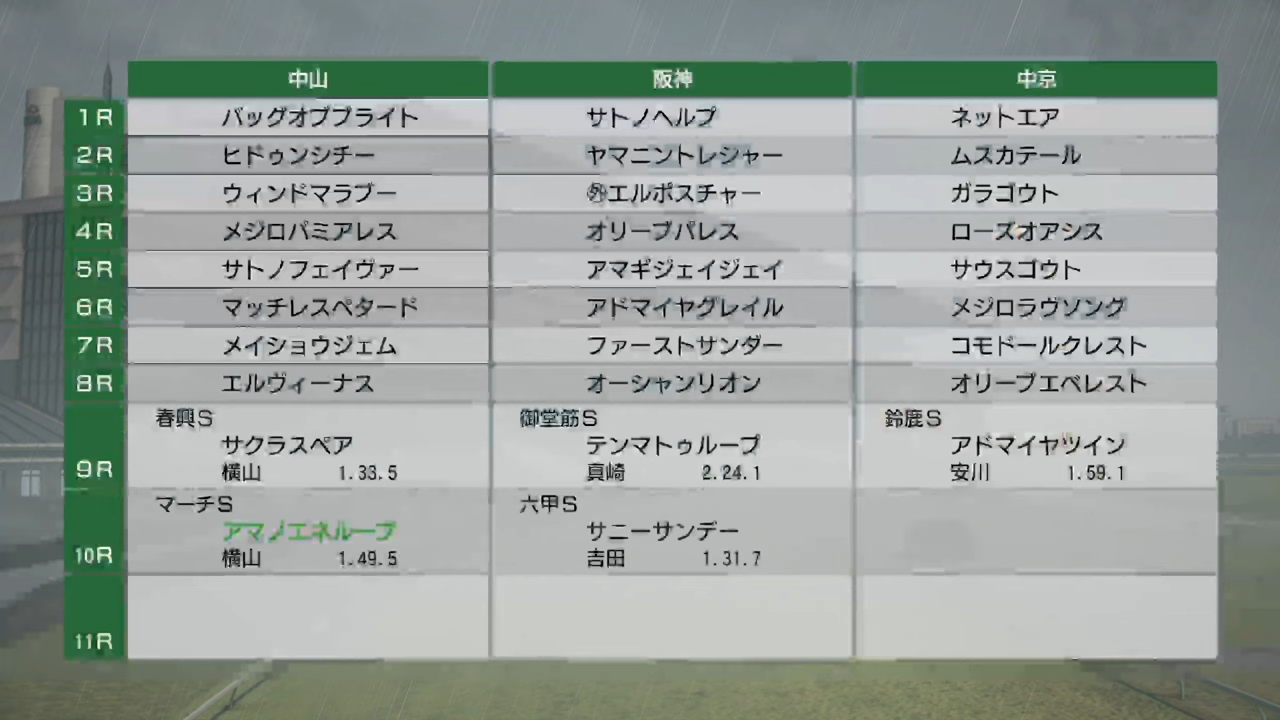 中山 阪神 中京
1R バッグオブブライト サトノヘルプ ネットエア
2R ヒドゥンシチー ヤマニントレジャー ムスカテール
3R ウィンドマラブー ㊕エルポスチャー ガラゴウト
4R メジロパミアレス オリーブパレス ローズオアシス
5R サトノフェイヴァー アマギジェイジェイ サウスゴウト
6R マッチレスペタード アドマイヤグレイル メジロラヴソング
7R メイショウジェム ファーストサンダー コモドールクレスト
8R エルヴィーナス オーシャンリオン オリーブエベレスト
春興S 御堂筋S 鈴鹿S
サクラスペア テンマトゥループ アドマイヤツイン
9R 横山 1.33.5 真崎 2.24.1 安川 1.59.1
マーチS 六甲S
アマノエネループ サニーサンデー
10R 横山 1.49.5 吉田 1.31.7
11R